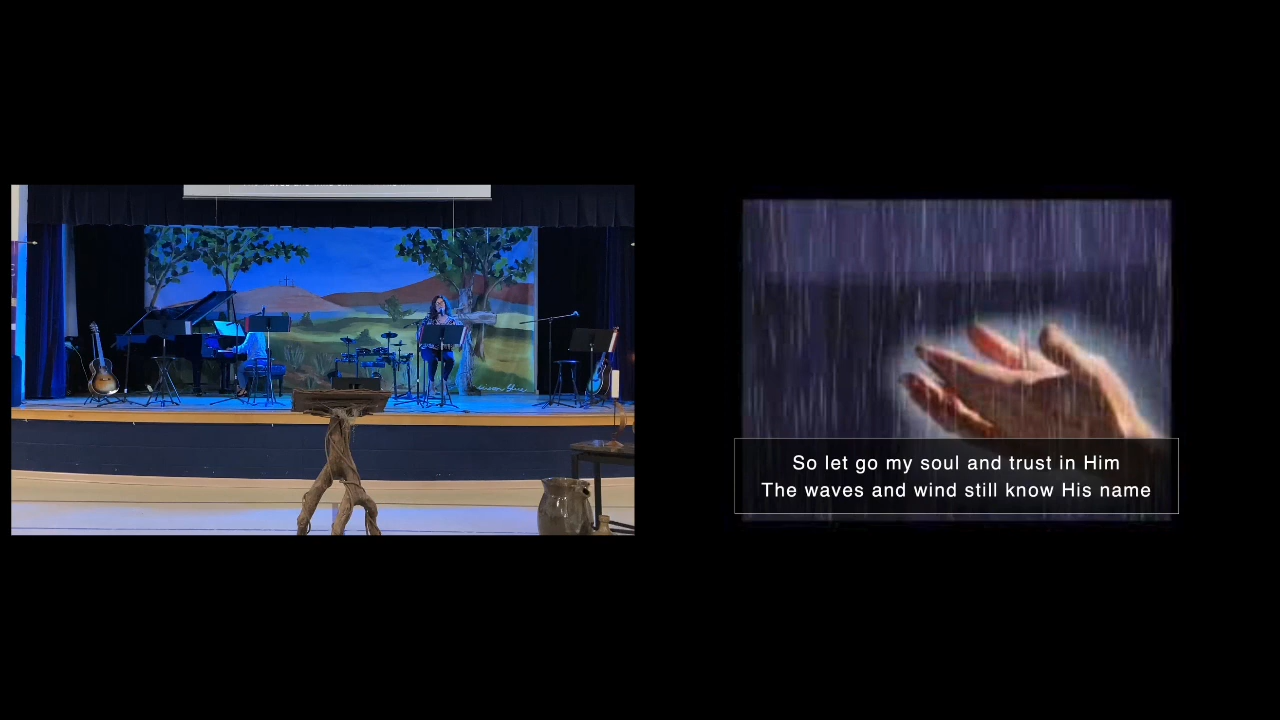 So let go my soul and trust in Him
The waves and wind still know His name